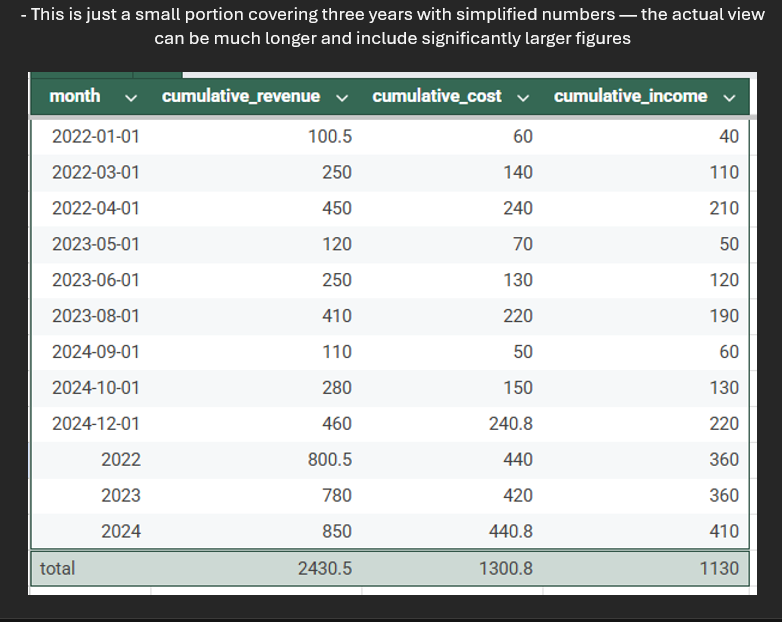 - This is just a small portion covering three years with simplified numbers — the actual view
can be much longer and include significantly larger figures
month cumulative_revenue cumulative_cost cumulative_income
2022-01-01 100.5 60 40
2022-03-01 250 140 110
2022-04-01 450 240 210
2023-05-01 120 70 50
2023-06-01 250 130 120
2023-08-01 410 220 190
2024-09-01 110 50 60
2024-10-01 280 150 130
2024-12-01 460 240.8 220
2022 800.5 440 360
2023 780 420 360
2024 850 440.8 410
total 2430.5 1300.8 1130